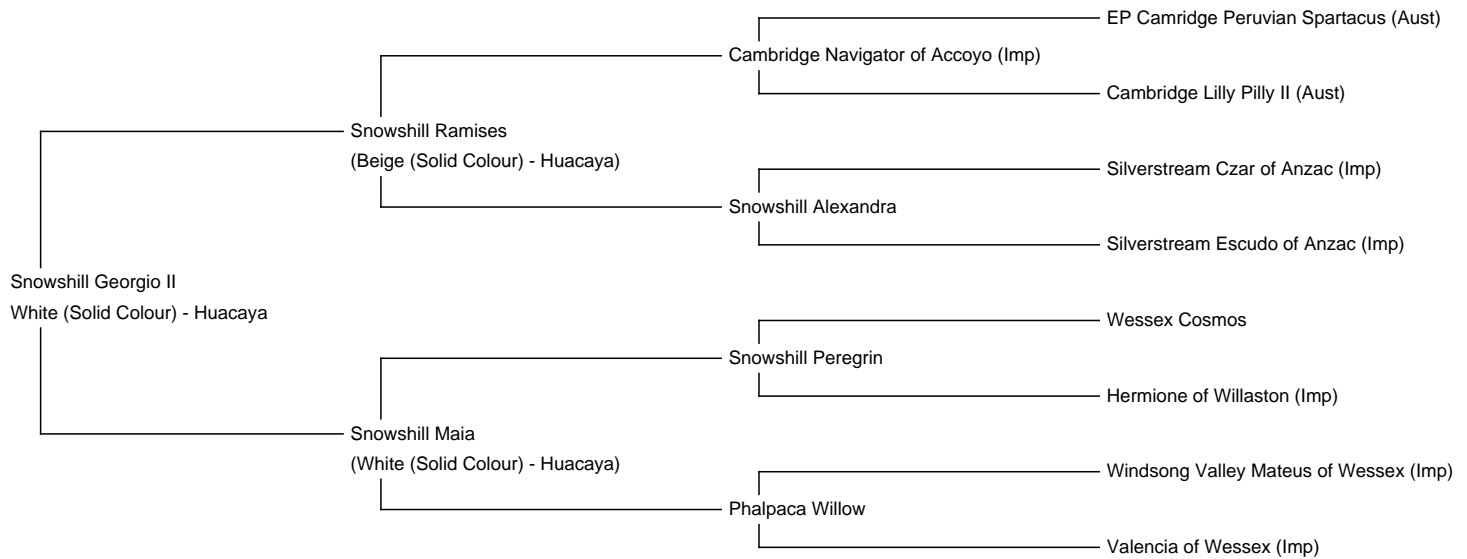 EP Camridge Peruvian Spartacus (Aust)
Cambridge Navigator of Accoyo (Imp)
Cambridge Lilly Pilly II (Aust)
Snowshill Ramises
(Beige (Solid Colour) - Huacaya)
Silverstream Czar of Anzac (Imp)
Snowshill Alexandra
Silverstream Escudo of Anzac (Imp)
Snowshill Georgio II
White (Solid Colour) - Huacaya
Wessex Cosmos
Snowshill Peregrin
Hermione of Willaston (Imp)
Snowshill Maia
(White (Solid Colour) - Huacaya)
Windsong Valley Mateus of Wessex (Imp)
Phalpaca Willow
Valencia of Wessex (Imp)